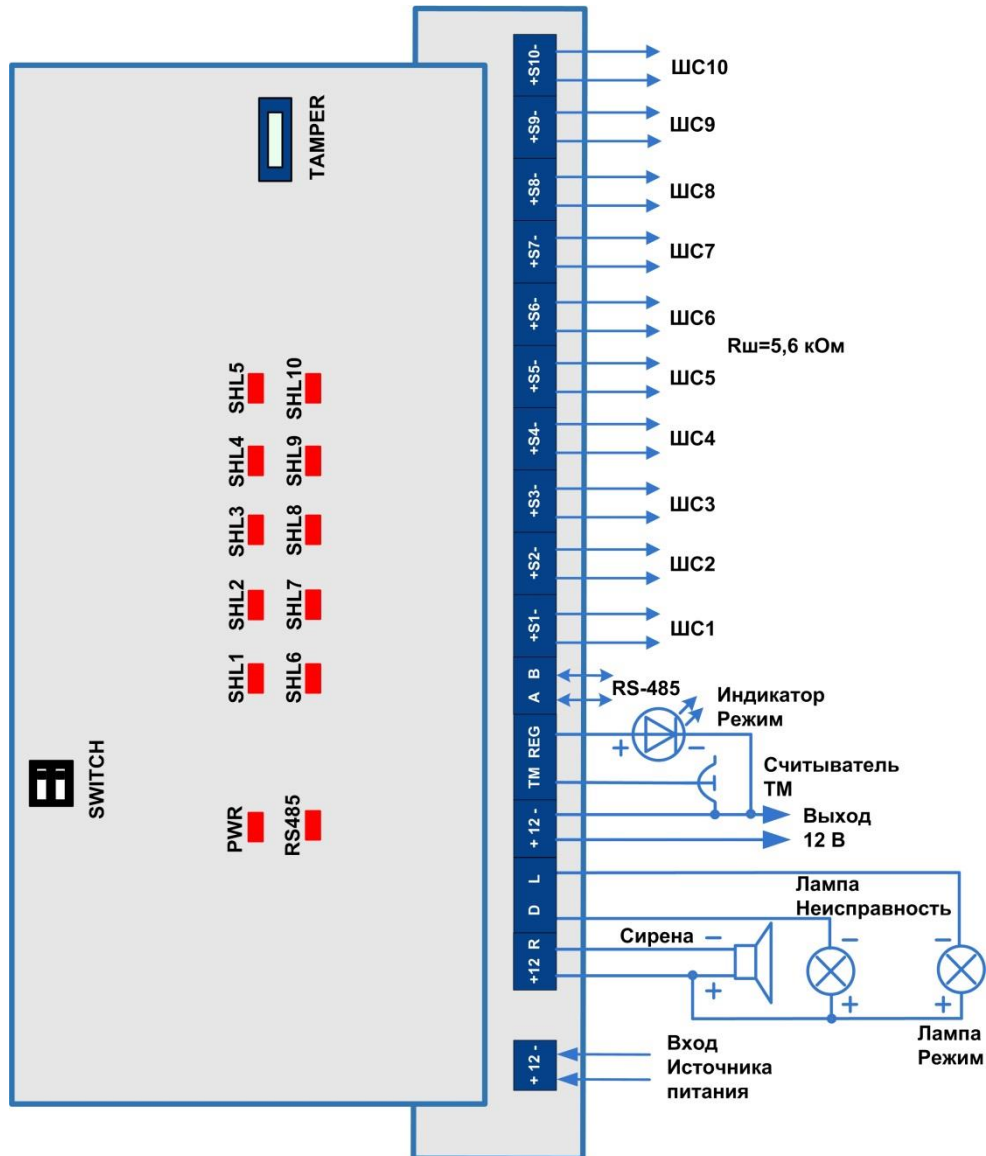 TAMPER
SHL5
SHL10
SHL4
SHL9
SHL3
SHL8
SHL2
SHL7
SHL1
SHL6
SWITCH
PWR
RS485
+S10-
ШС10
+S9-
ШС9
+S8-
ШС8
+S7-
ШС7
+S6-
ШС6
Rш=5,6 кОм
+S5-
ШС5
+S4-
ШС4
+S3-
ШС3
+S2-
ШС2
+S1-
ШС1
A B
RS-485
Индикатор
Режим
TM REG
+ −
Считыватель
ТМ
+ 12 -
Выход
12 В
D L
Лампа
Неисправность
+12 R
Сирена −
+
−
+
−
+
Лампа
Режим
+ 12 -
Вход
Источника
питания